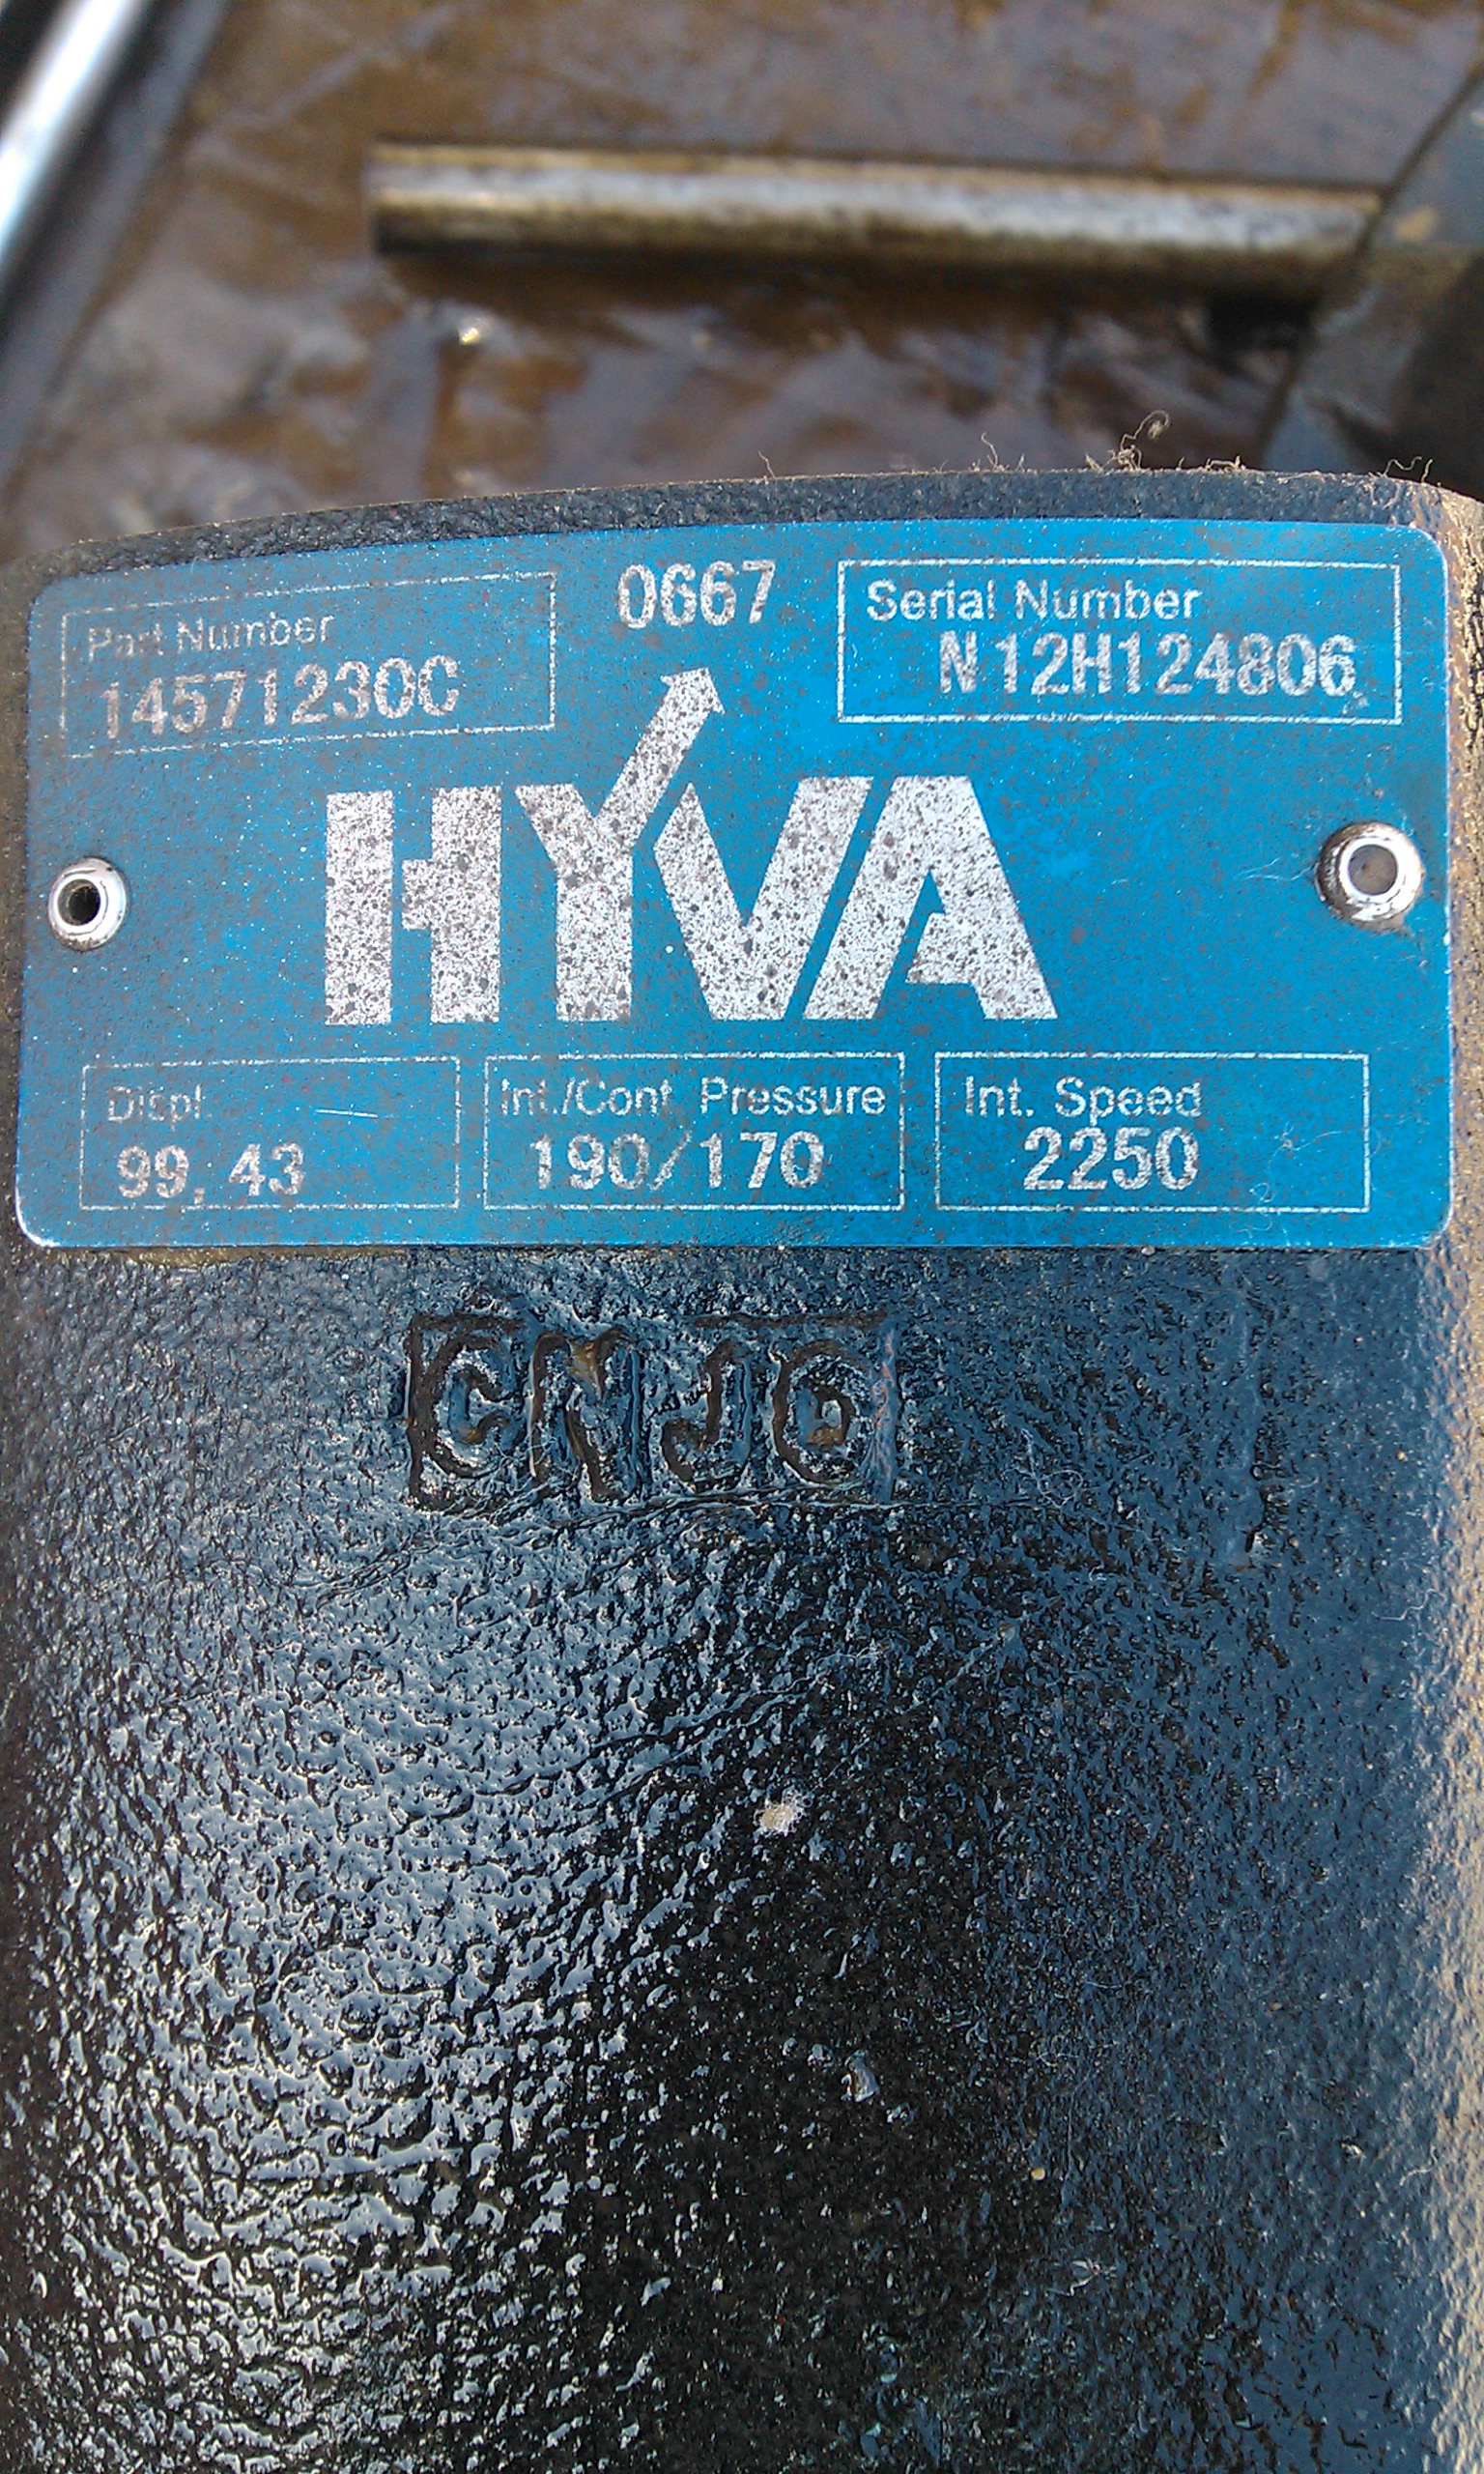 Part Number
14571230C
0667
Serial Number
N12H124806
HYVA
Displ.
99.43
Int./Cont Pressure
190/170
Int. Speed
2250
CNJG